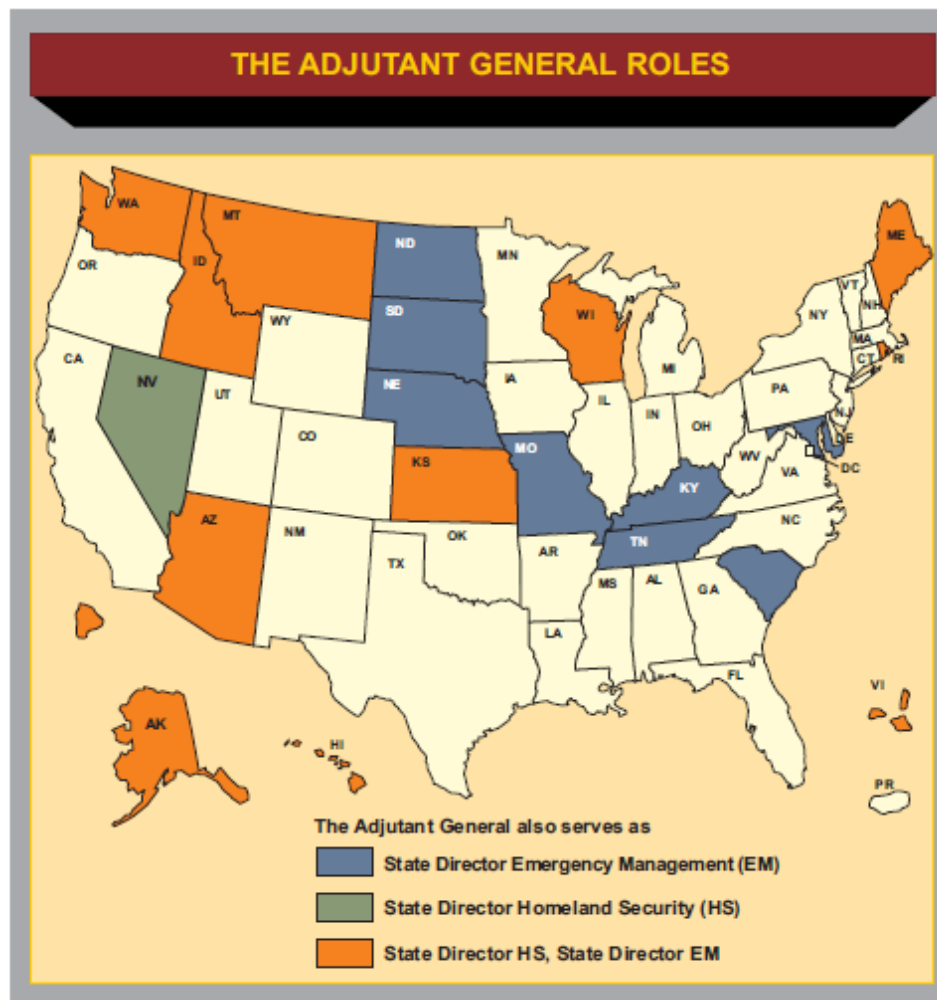 THE ADJUTANT GENERAL ROLES
WA
MT
ME
ND
OR
ID
MN
VT
NH
SD
WI
NY
WY
MA
CT
RI
CA
NV
NE
IA
MI
PA
UT
IL
IN
OH
NJ
CO
MO
WV
DE
KS
VA
DC
KY
AZ
NM
OK
TN
NC
AR
TX
MS
AL
GA
LA
FL
VI
AK
HI
PR
The Adjutant General also serves as
State Director Emergency Management (EM)
State Director Homeland Security (HS)
State Director HS, State Director EM